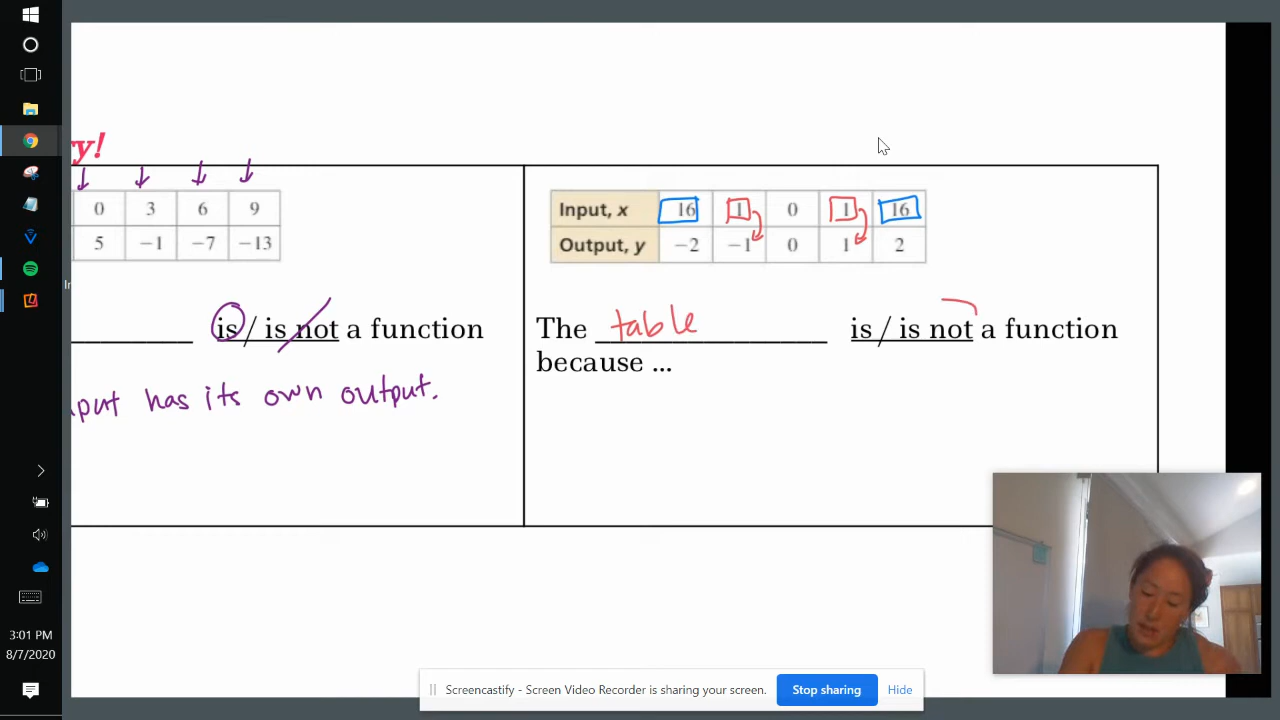 y!
0 3 6 9
5 −1 −7 −13
is / is not a function
put has its own output.
Input, x 16 1 0 1 16
Output, y −2 −1 0 1 2
The table is / is not a function
because ...
3:01 PM
8/7/2020
Screencastify - Screen Video Recorder is sharing your screen. Stop sharing Hide